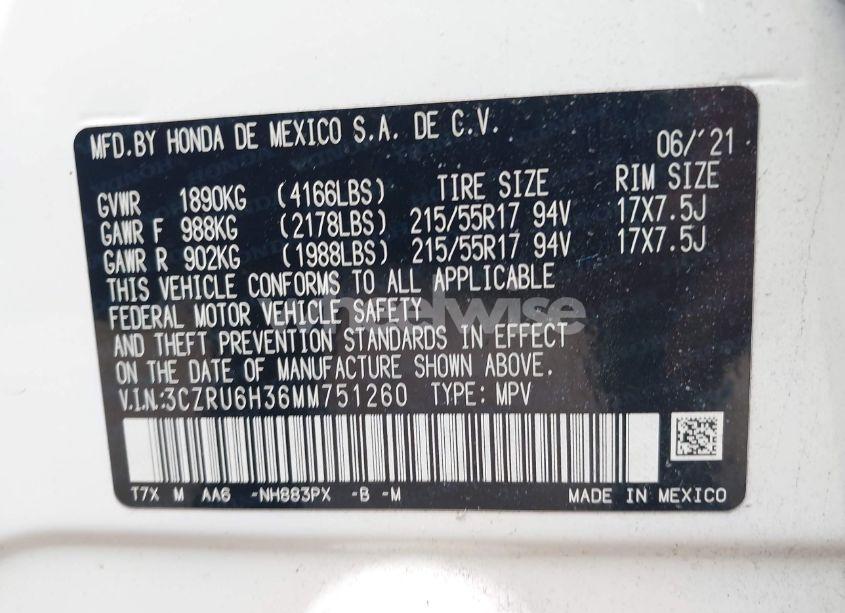 MFD.BY HONDA DE MEXICO S.A. DE C.V. 06/'21
GVWR 1890KG (4166LBS) TIRE SIZE RIM SIZE
GAWR F 988KG (2178LBS) 215/55R17 94V 17X7.5J
GAWR R 902KG (1988LBS) 215/55R17 94V 17X7.5J
THIS VEHICLE CONFORMS TO ALL APPLICABLE
FEDERAL MOTOR VEHICLE SAFETY
AND THEFT PREVENTION STANDARDS IN EFFECT
ON THE DATE OF MANUFACTURE SHOWN ABOVE.
V.I.N.:3CZRU6H36MM751260 TYPE: MPV
T7X M AA6 -NH883PX -B -M MADE IN MEXICO
wheelwise